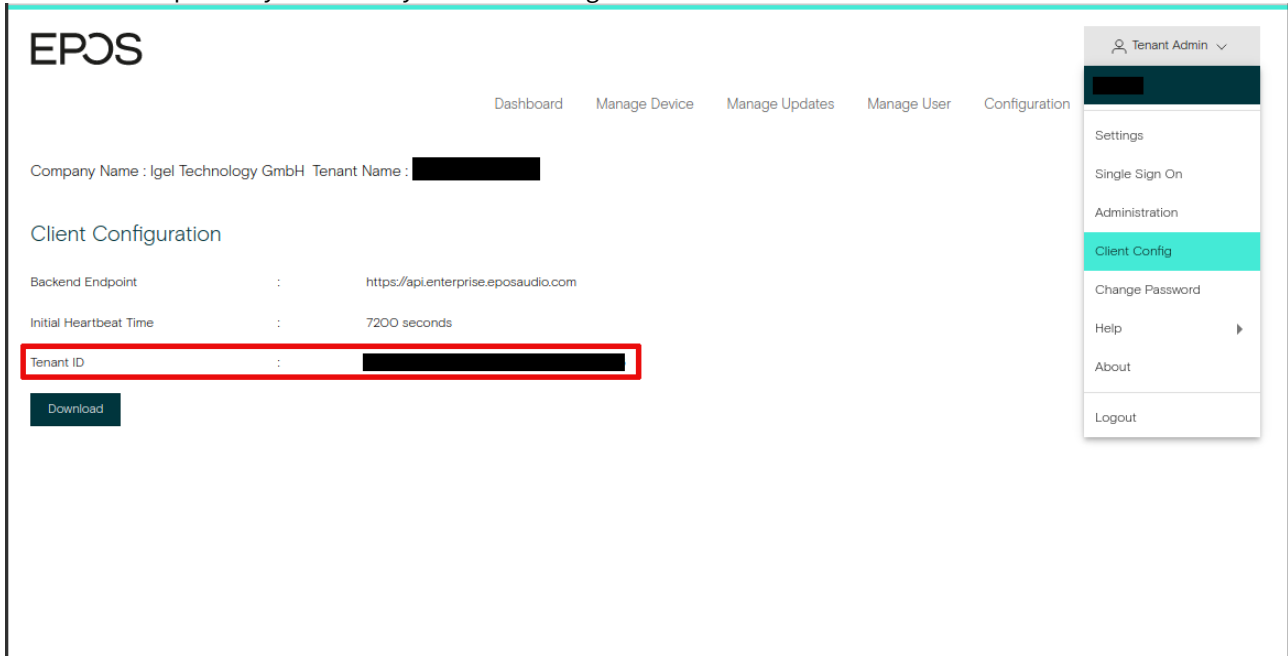 EPOS
Tenant Admin
Dashboard Manage Device Manage Updates Manage User Configuration
Settings
Company Name : Igel Technology GmbH Tenant Name :
Single Sign On
Administration
Client Configuration
Client Config
Backend Endpoint : https://api.enterprise.eposaudio.com
Change Password
Initial Heartbeat Time : 7200 seconds
Help
Tenant ID :
About
Download
Logout